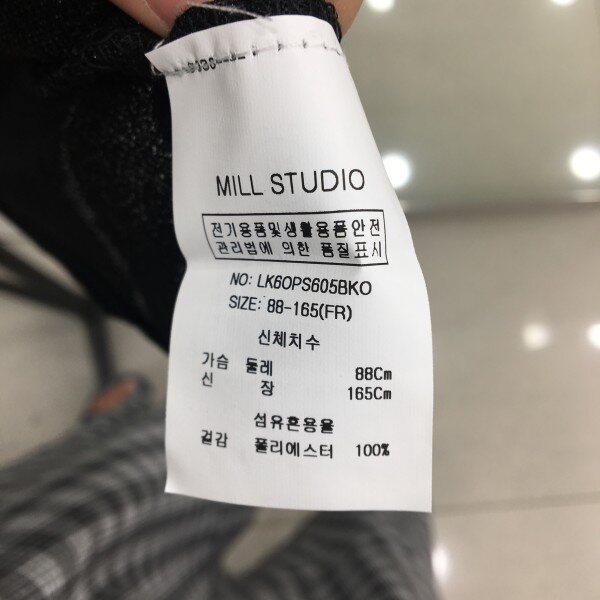 MILL STUDIO
전기용품및생활용품안전
관리법에 의한 품질표시
NO: LK6OPS605BKO
SIZE: 88-165(FR)
신체치수
가슴 둘레 88Cm
신 장 165Cm
섬유혼용율
겉감 폴리에스터 100%